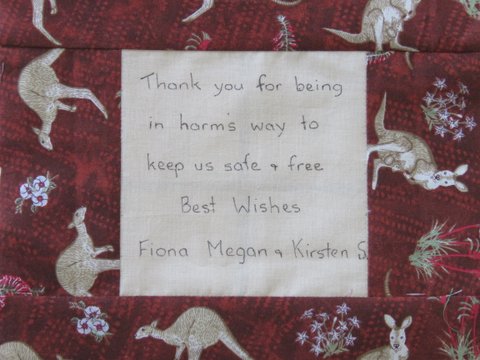 Thank you for being
in harm's way to
keep us safe + free
Best Wishes
Fiona Megan + Kirsten S.